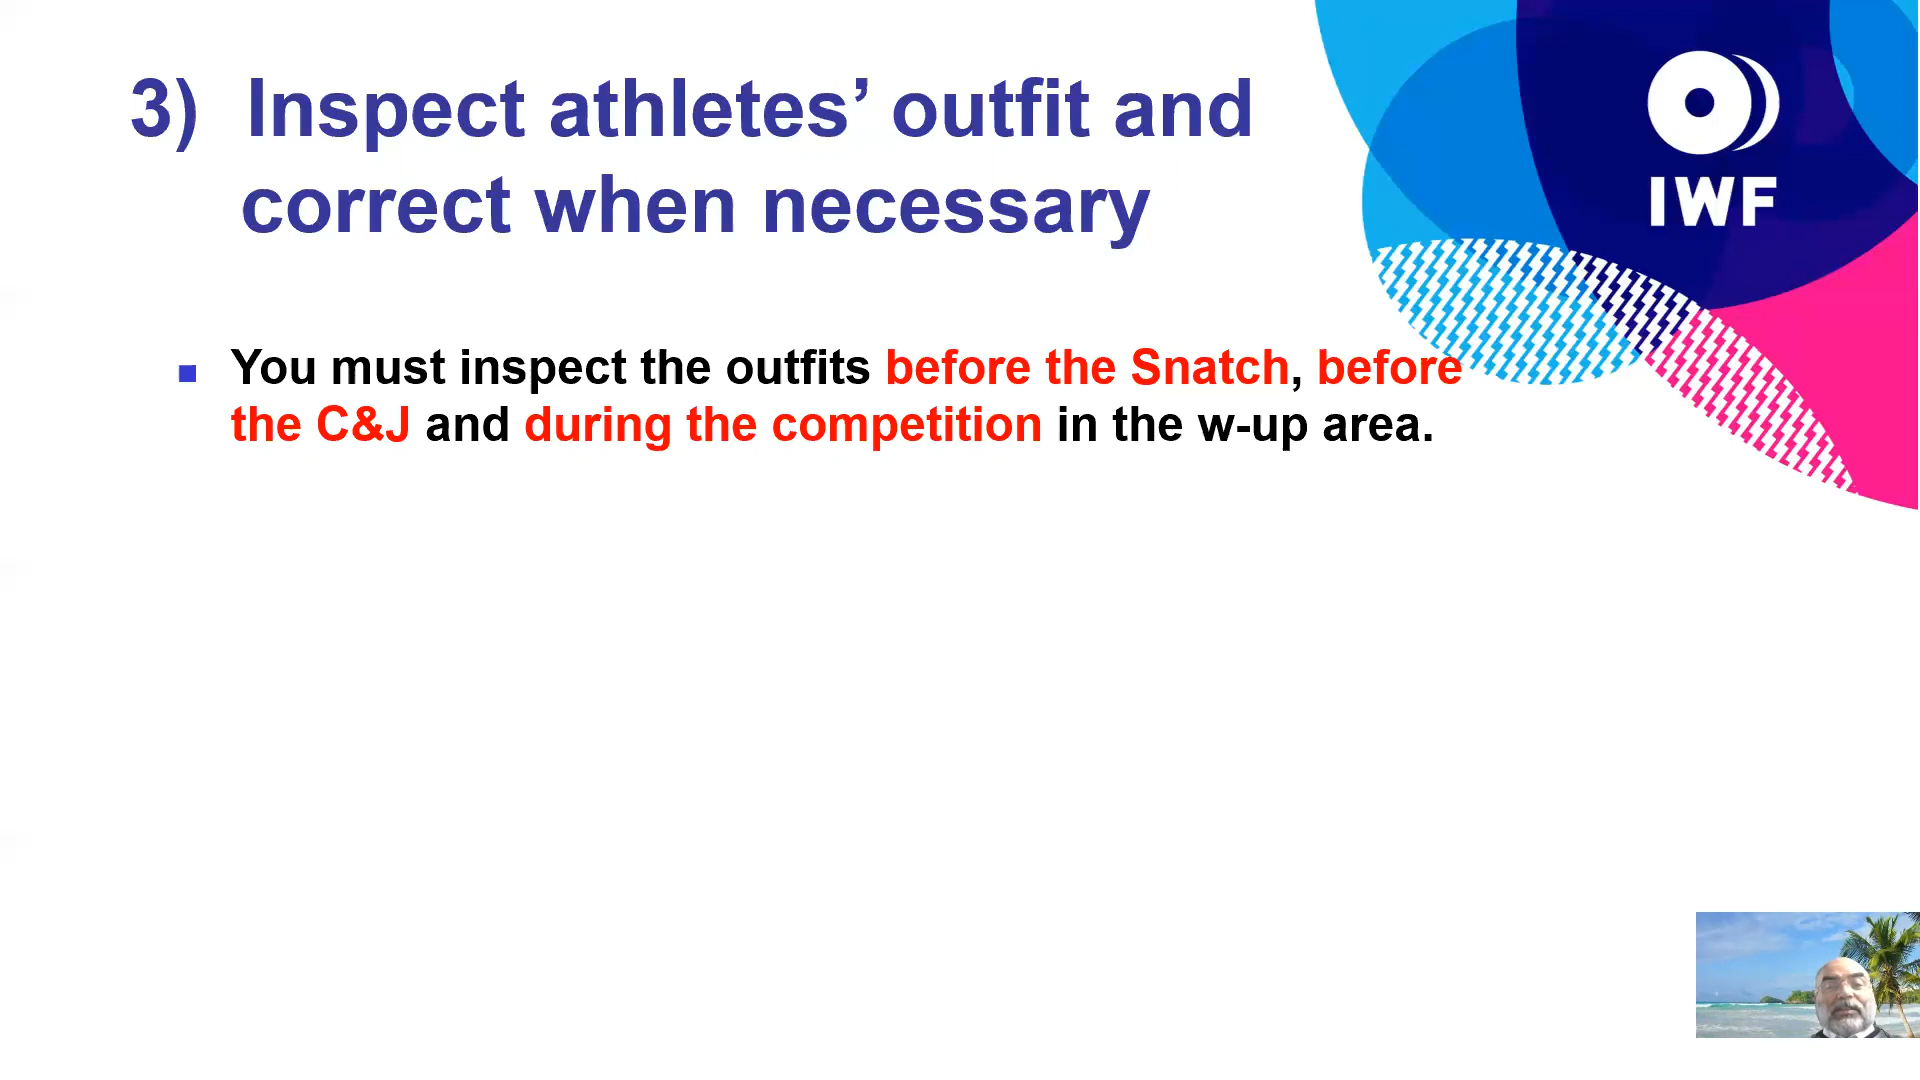 3) Inspect athletes’ outfit and
correct when necessary
IWF
You must inspect the outfits before the Snatch, before
the C&J and during the competition in the w-up area.